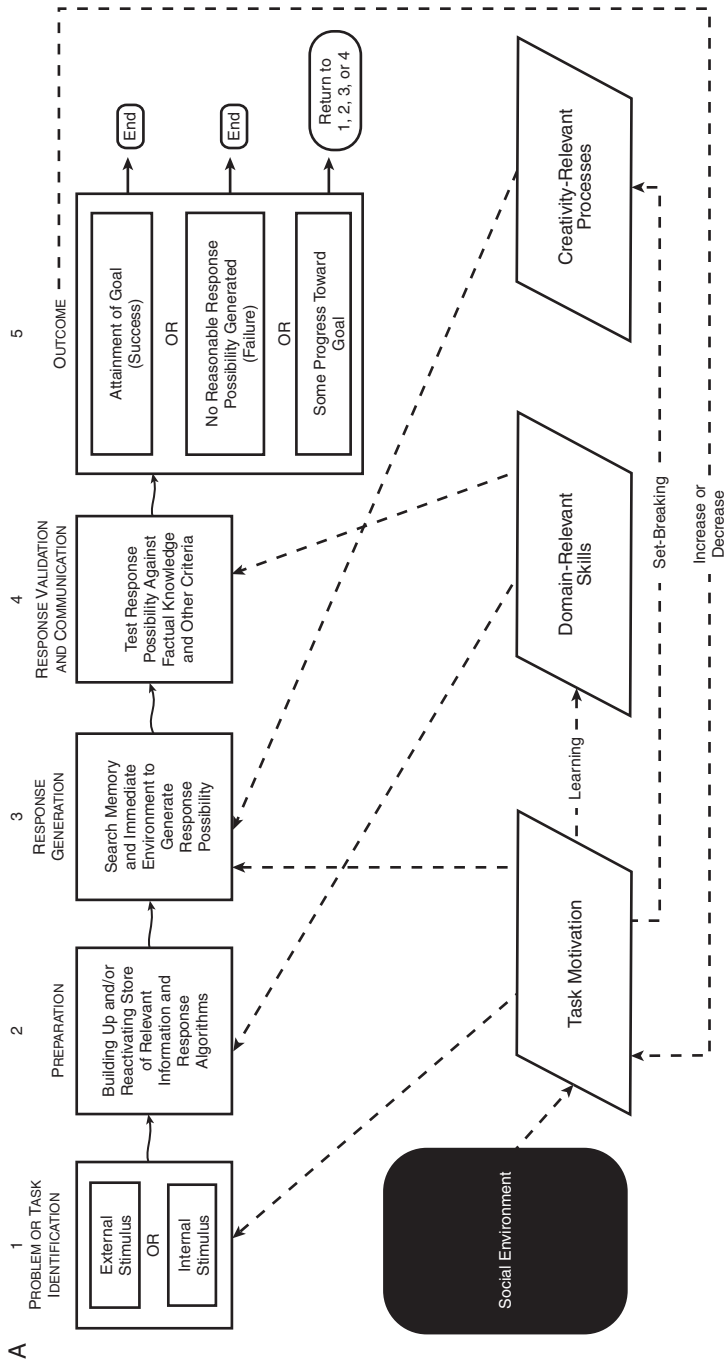 A
1
PROBLEM OR TASK
IDENTIFICATION
External
Stimulus
OR
Internal
Stimulus
2
PREPARATION
Building Up and/or
Reactivating Store
of Relevant
Information and
Response
Algorithms
3
RESPONSE
GENERATION
Search Memory
and Immediate
Environment to
Generate
Response
Possibility
4
RESPONSE VALIDATION
AND COMMUNICATION
Test Response
Possibility Against
Factual Knowledge
and Other Criteria
5
OUTCOME
Attainment of Goal
(Success)
OR
No Reasonable Response
Possibility Generated
(Failure)
OR
Some Progress Toward
Goal
End
End
Return to
1, 2, 3, or 4
Social Environment
Task Motivation
Learning
Domain-Relevant
Skills
Creativity-Relevant
Processes
Set-Breaking
Increase or
Decrease